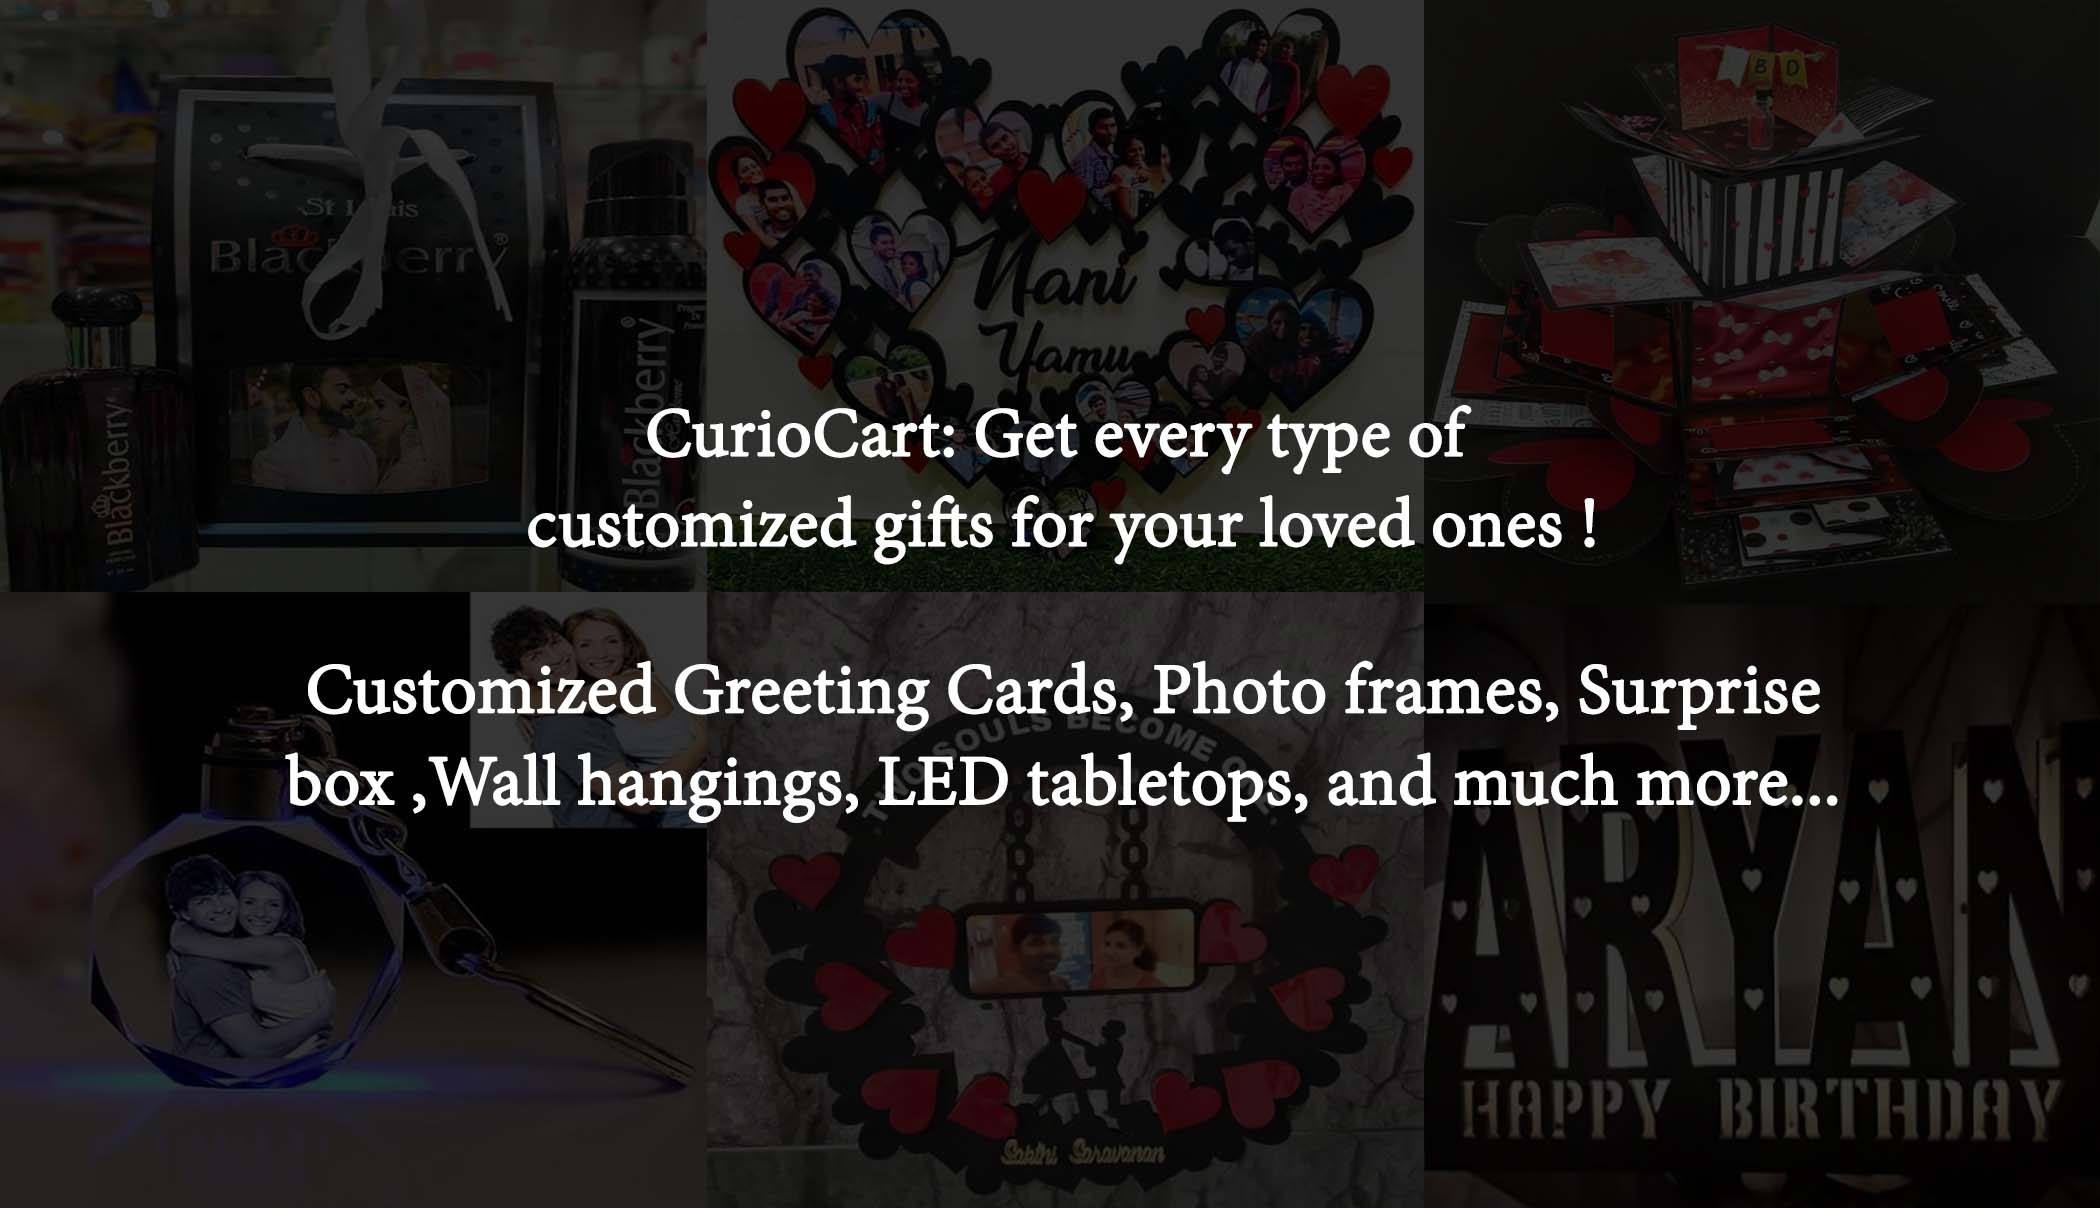 St Louis
Blackberry®
Blackberry
Blackberry®
Nani
Yamu
B D
CurioCart: Get every type of
customized gifts for your loved ones !
Customized Greeting Cards, Photo frames, Surprise
box ,Wall hangings, LED tabletops, and much more...
TWO SOULS BECOME
Sakthi Saravanan
ARYAN
HAPPY BIRTHDAY